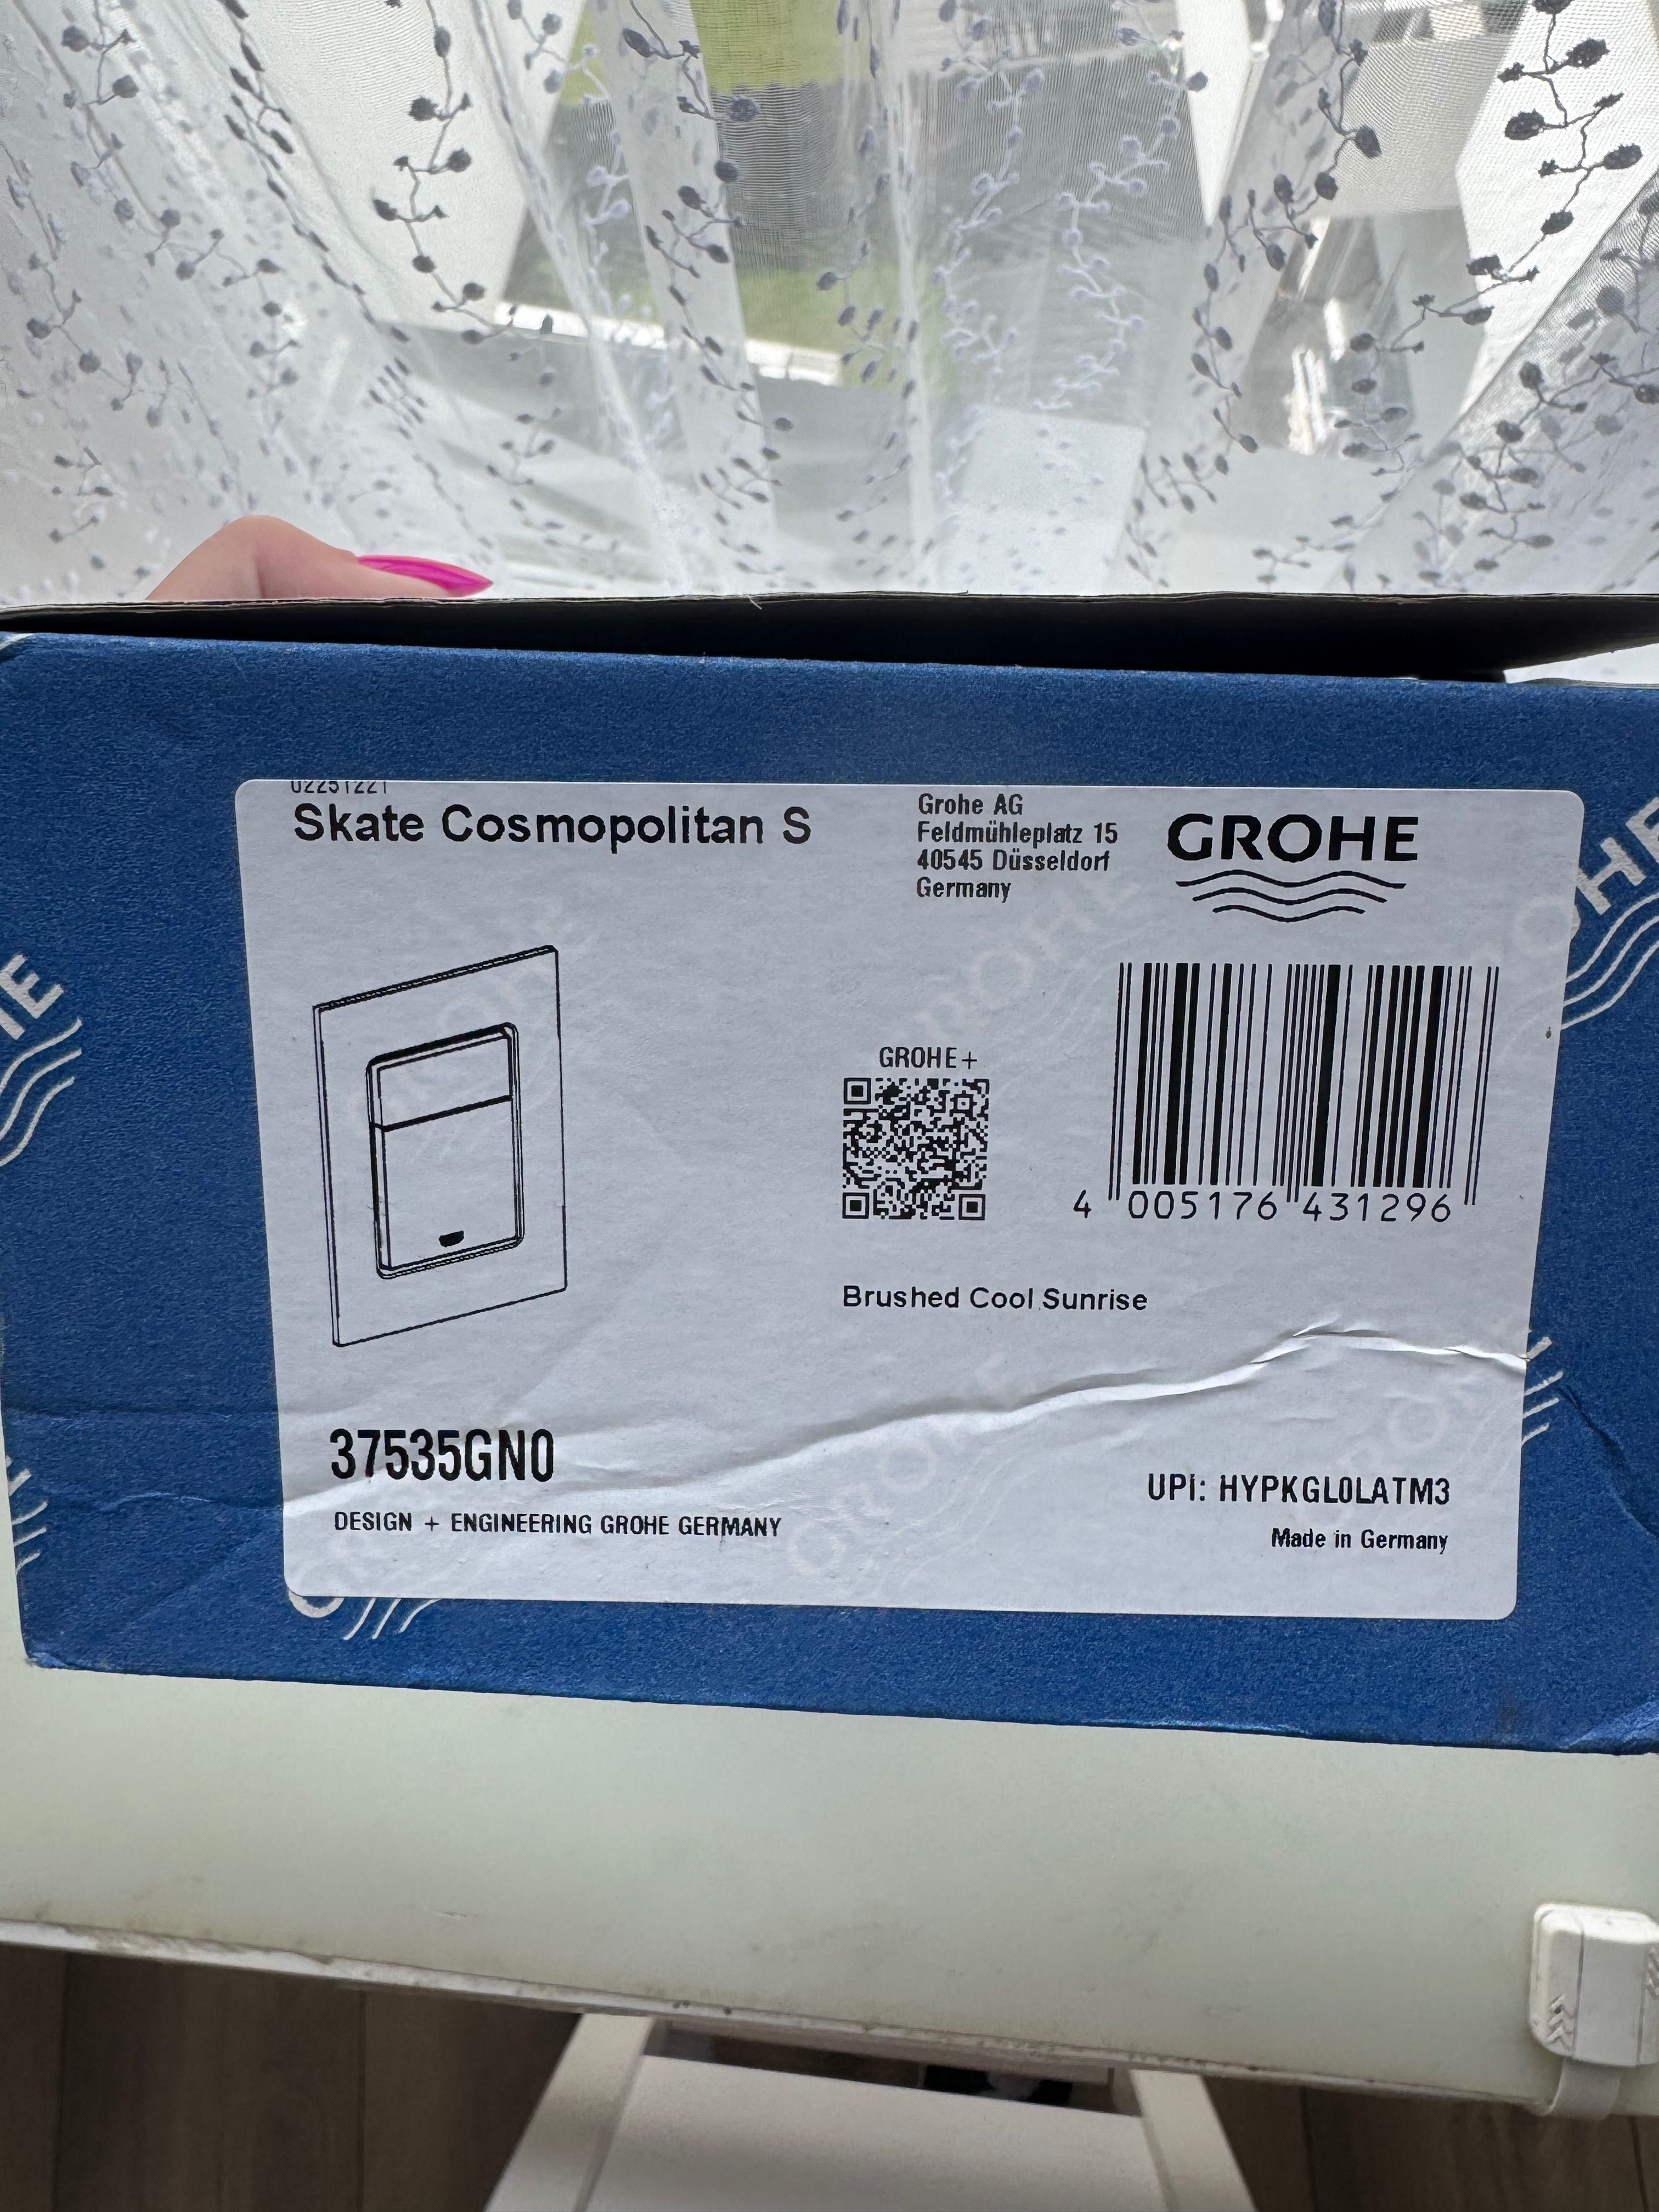 02251221
Skate Cosmopolitan S
Grohe AG
Feldmühleplatz 15
40545 Düsseldorf
Germany
GROHE
GROHE+
4 005176 431296
Brushed Cool Sunrise
37535GN0
DESIGN + ENGINEERING GROHE GERMANY
UPI: HYPKGL0LATM3
Made in Germany